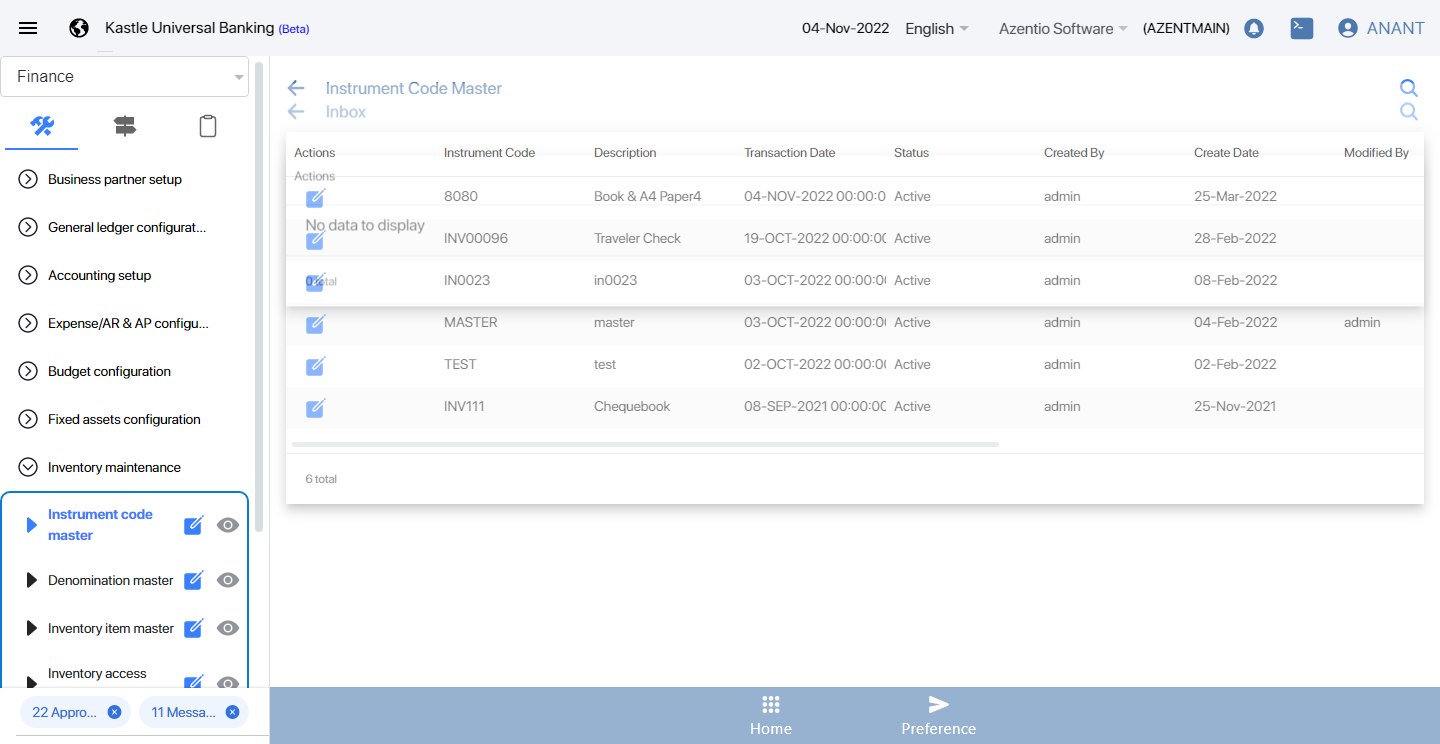 Kastle Universal Banking (Beta)
04-Nov-2022 English Azentio Software (AZENTMAIN) ANANT
Finance
Business partner setup
General ledger configurat...
Accounting setup
Expense/AR & AP configu...
Budget configuration
Fixed assets configuration
Inventory maintenance
Instrument code
master
Denomination master
Inventory item master
Inventory access
22 Appro...
11 Messa...
Instrument Code Master
Inbox
Actions Instrument Code Description Transaction Date Status Created By Create Date Modified By
Actions
8080 Book & A4 Paper4 04-NOV-2022 00:00:0 Active admin 25-Mar-2022
No data to display
INV00096 Traveler Check 19-OCT-2022 00:00:00 Active admin 28-Feb-2022
0 total
IN0023 in0023 03-OCT-2022 00:00:0 Active admin 08-Feb-2022
MASTER master 03-OCT-2022 00:00:0 Active admin 04-Feb-2022 admin
TEST test 02-OCT-2022 00:00:0 Active admin 02-Feb-2022
INV111 Chequebook 08-SEP-2021 00:00:00 Active admin 25-Nov-2021
6 total
Home
Preference